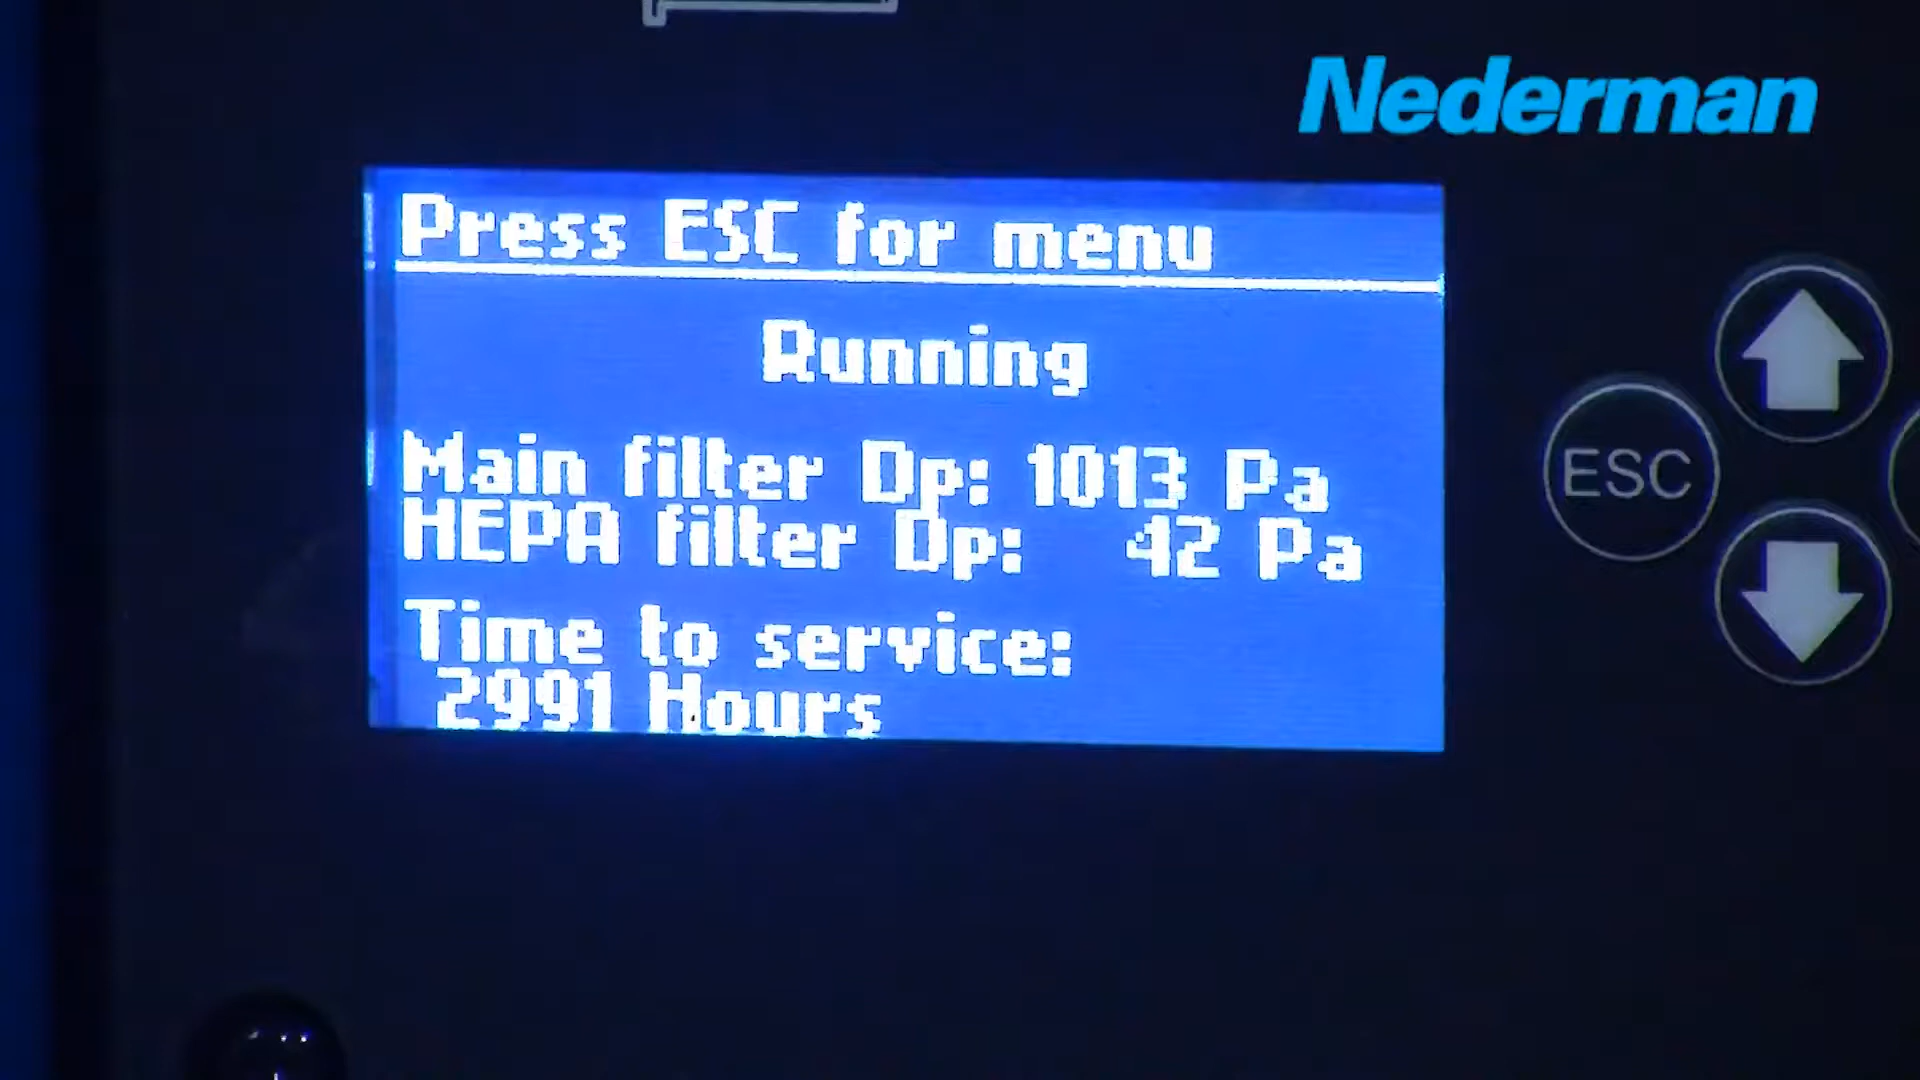 Nederman
Press ESC for menu
Running
Main filter Dp: 1013 Pa
HEPA filter Dp: 42 Pa
Time to service:
2991 Hours
ESC